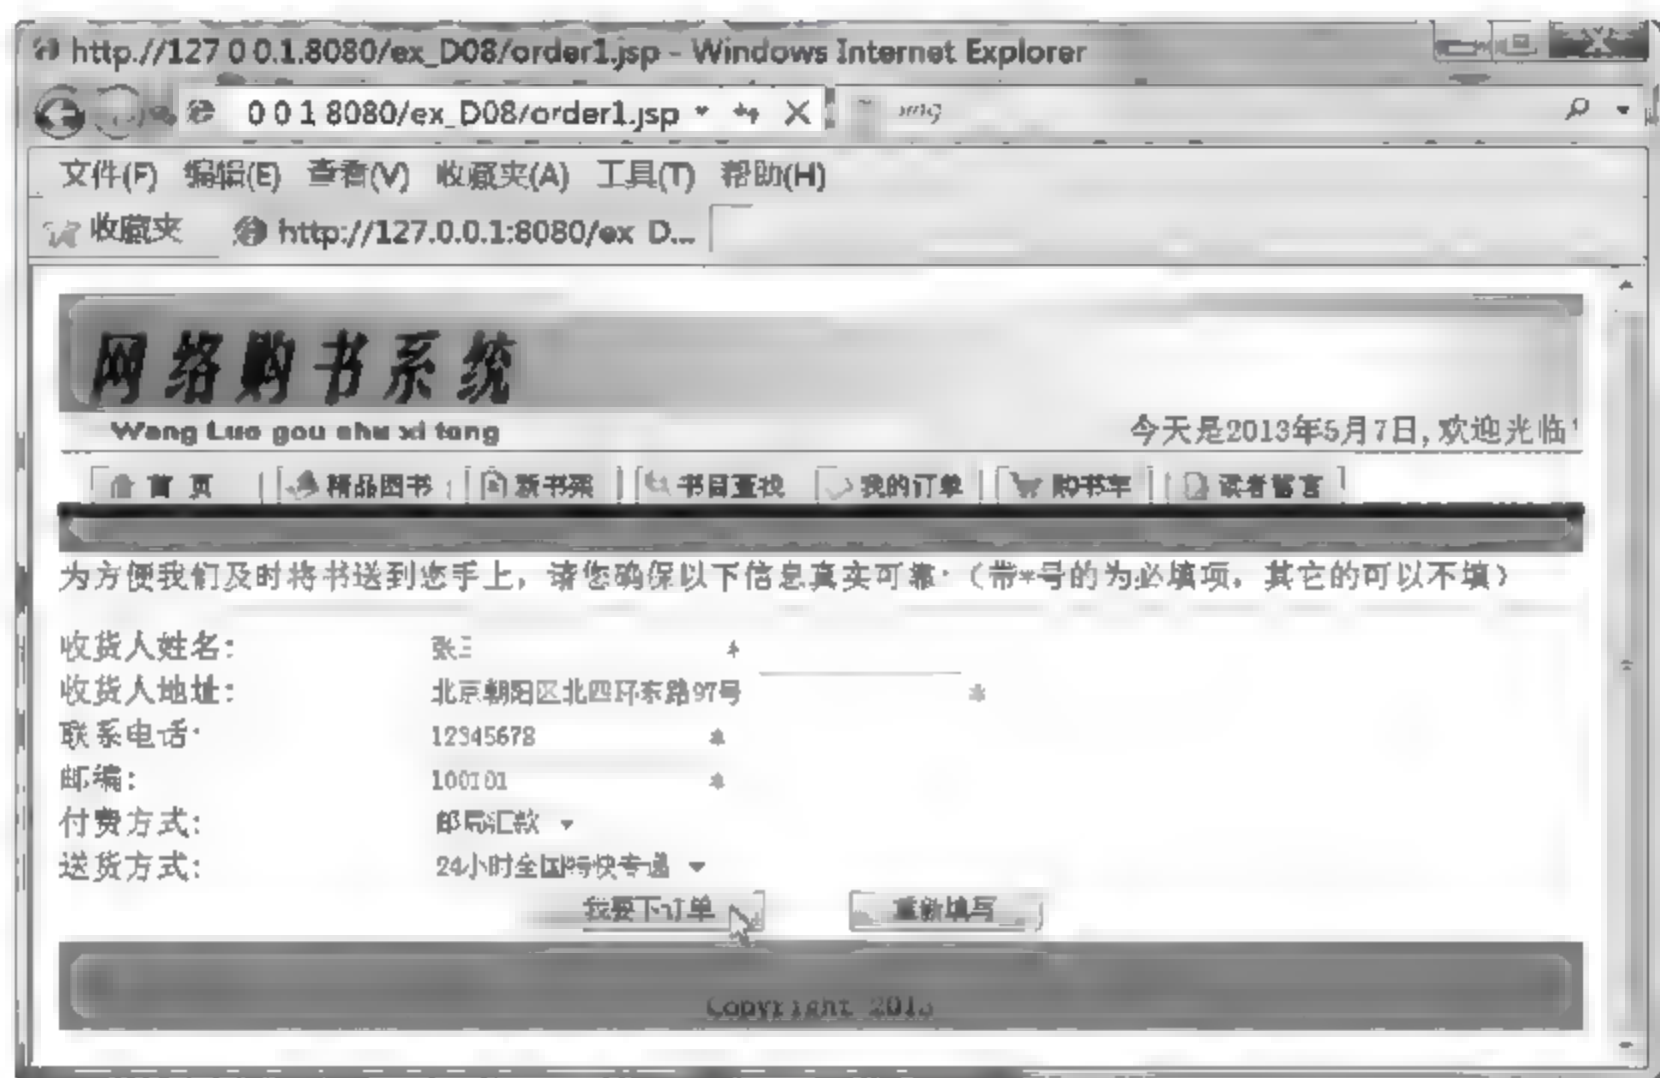 http://127 0 0.1.8080/ex_D08/order1.jsp - Windows Internet Explorer
0 0 1 8080/ex_D08/order1.jsp
文件(F) 编辑(E) 查看(V) 收藏夹(A) 工具(T) 帮助(H)
收藏夹 http://127.0.0.1:8080/ex D...
网络购书系统
Wang Luo gou shu xi tong
今天是2013年5月7日,欢迎光临!
首 页 精品图书 新书架 书目查找 我的订单 购书车 读者留言
为方便我们及时将书送到您手上，请您确保以下信息真实可靠:（带*号的为必填项，其它的可以不填）
收货人姓名: 张三 *
收货人地址: 北京朝阳区北四环东路97号 *
联系电话: 12345678 *
邮编: 100101 *
付费方式: 邮局汇款
送货方式: 24小时全国特快专递
我要下订单 重新填写
Copyright 2013